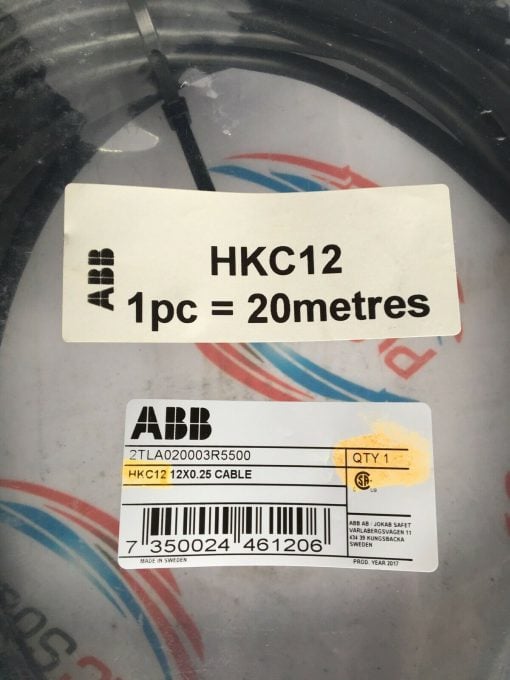 ABB
HKC12
1pc = 20metres
ABB
2TLA020003R5500
QTY 1
HKC12 12X0.25 CABLE
7 350024 461206
MADE IN SWEDEN
ABB AB / JOKAB SAFET
VARLABERGSVAGEN 11
434 39 KUNGSBACKA
SWEDEN
PROD. YEAR 2017